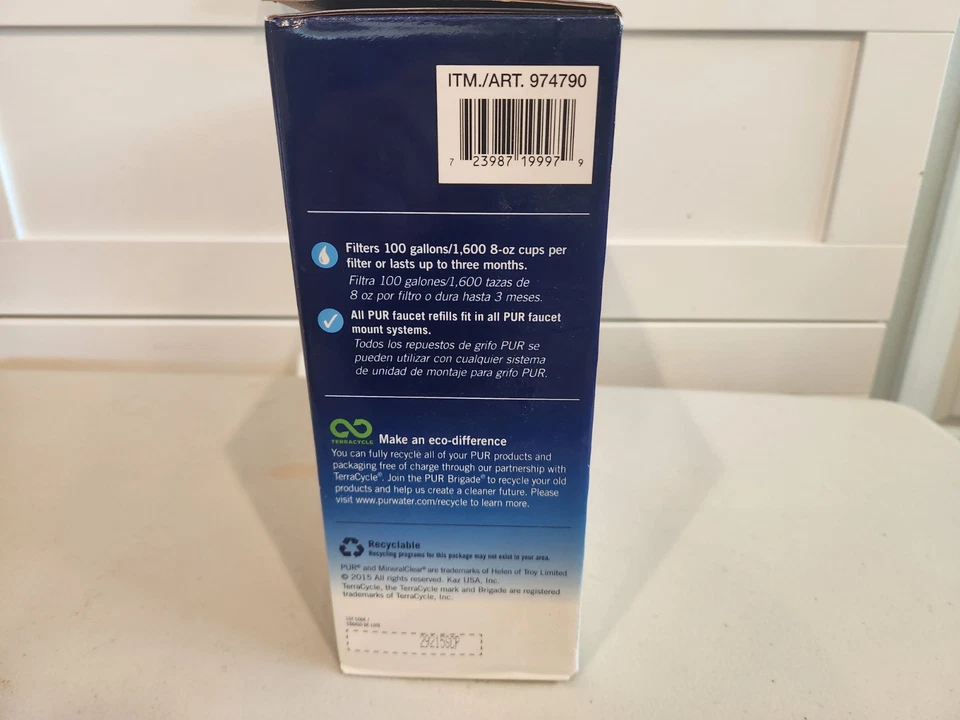 ITM./ART. 974790
7 23987 19997 9
Filters 100 gallons/1,600 8-oz cups per
filter or lasts up to three months.
Filtra 100 galones/1,600 tazas de
8 oz por filtro o dura hasta 3 meses.
All PUR faucet refills fit in all PUR faucet
mount systems.
Todos los repuestos de grifo PUR se
pueden utilizar con cualquier sistema
de unidad de montaje para grifo PUR.
TERRACYCLE
Make an eco-difference
You can fully recycle all of your PUR products and
packaging free of charge through our partnership with
TerraCycle®. Join the PUR Brigade® to recycle your old
products and help us create a cleaner future. Please
visit www.purwater.com/recycle to learn more.
Recyclable
Recycling programs for this package may not exist in your area.
PUR® and MineralClear® are trademarks of Helen of Troy Limited
© 2015 All rights reserved. Kaz USA, Inc.
TerraCycle, the TerraCycle mark and Brigade are registered
trademarks of TerraCycle, Inc.